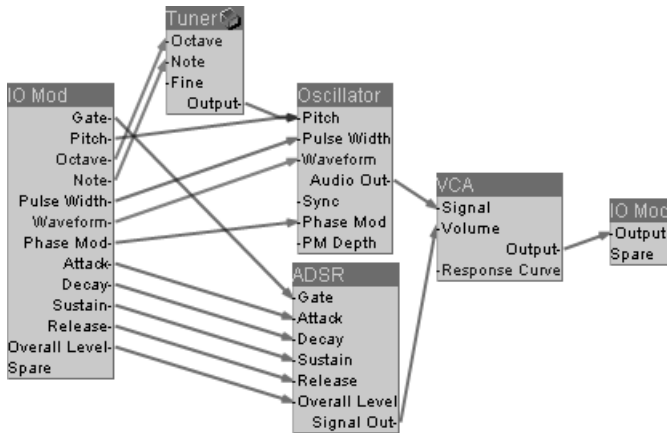 Tuner
Octave
Note
Fine
Output
IO Mod
Gate
Pitch
Octave
Note
Pulse Width
Waveform
Phase Mod
Attack
Decay
Sustain
Release
Overall Level
Spare
Oscillator
Pitch
Pulse Width
Waveform
Audio Out
Sync
Phase Mod
PM Depth
ADSR
Gate
Attack
Decay
Sustain
Release
Overall Level
Signal Out
VCA
Signal
Volume
Output
Response Curve
IO Mod
Output
Spare